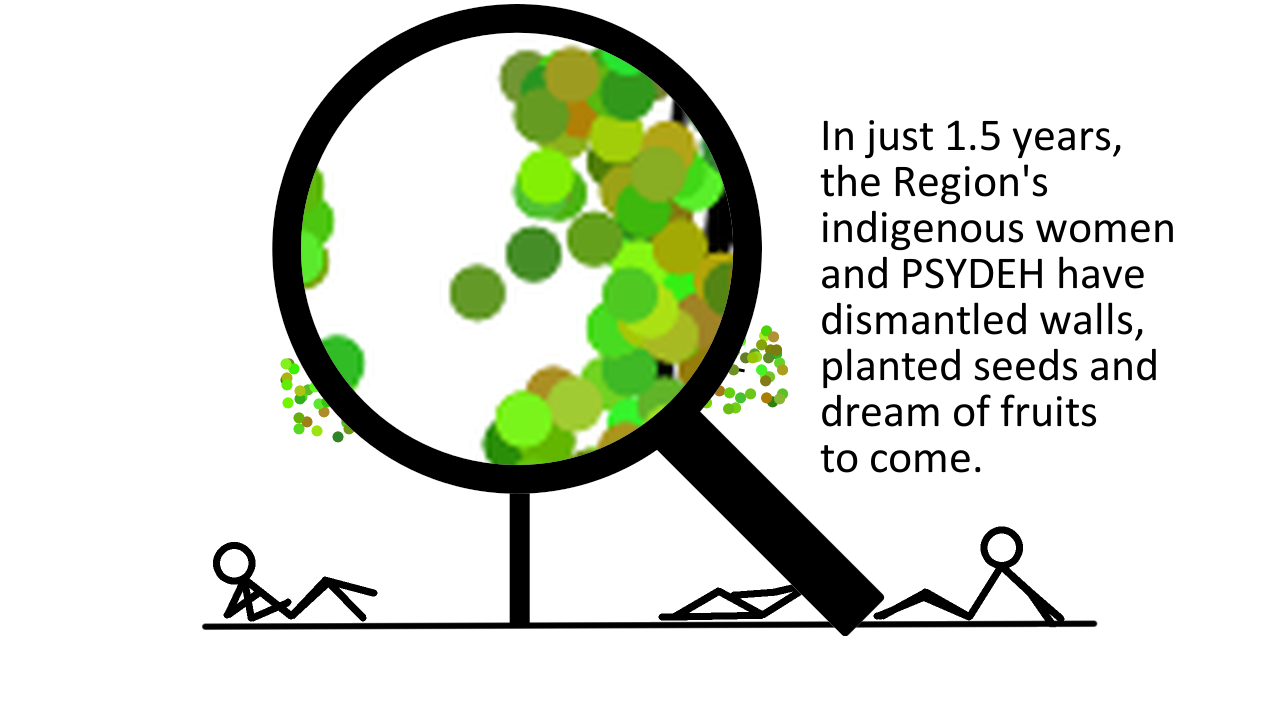 In just 1.5 years,
the Region's
indigenous women
and PSYDEH have
dismantled walls,
planted seeds and
dream of fruits
to come.